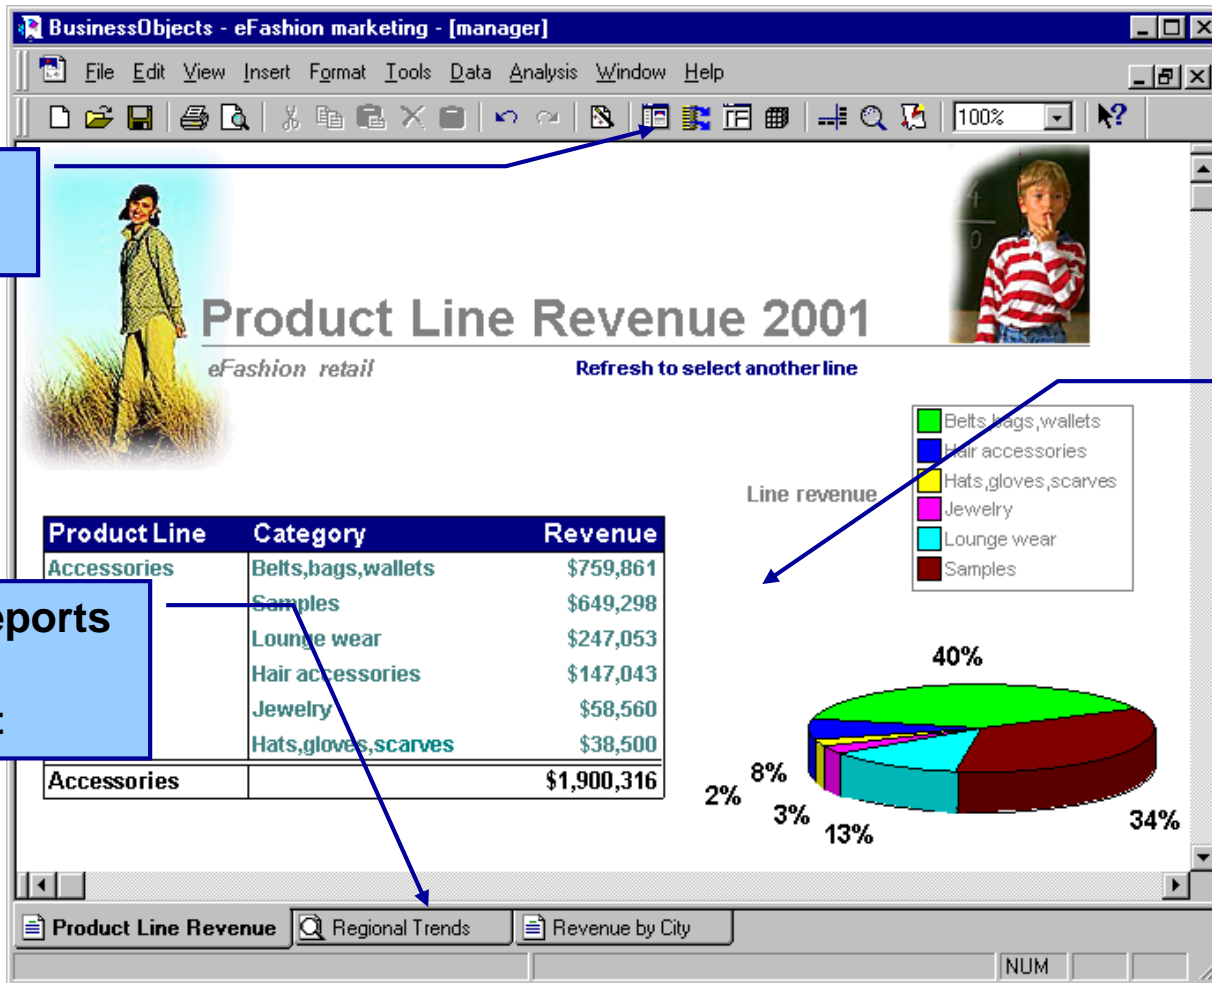 BusinessObjects - eFashion marketing - [manager]
File Edit View Insert Format Tools Data Analysis Window Help
100%
Product Line Revenue 2001
eFashion retail
Refresh to select another line
Line revenue
Belts,bags,wallets
Hair accessories
Hats,gloves,scarves
Jewelry
Lounge wear
Samples
Product Line Category Revenue
Accessories Belts,bags,wallets $759,861
Samples $649,298
Lounge wear $247,053
Hair accessories $147,043
Jewelry $58,560
Hats,gloves,scarves $38,500
Accessories $1,900,316
eports
t
40%
8%
2%
3%
13%
34%
Product Line Revenue Regional Trends Revenue by City
NUM